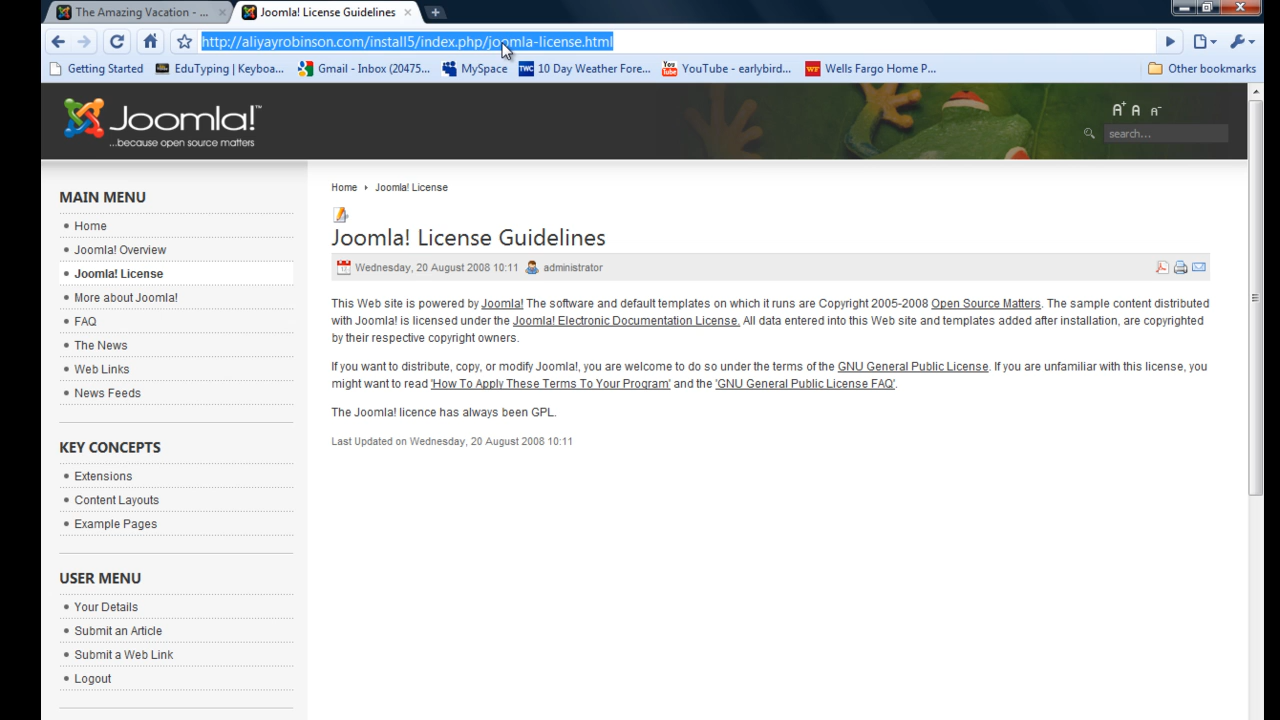 The Amazing Vacation - ...
Joomla! License Guidelines
http://aliyayrobinson.com/install5/index.php/joomla-license.html
Getting Started
EduTyping | Keyboa...
Gmail - Inbox (20475...
MySpace
TWC
10 Day Weather Fore...
You Tube
YouTube - earlybird...
WF
Wells Fargo Home P...
Other bookmarks
Joomla!™
...because open source matters
A+ A A-
search...
MAIN MENU
Home
Joomla! Overview
Joomla! License
More about Joomla!
FAQ
The News
Web Links
News Feeds
KEY CONCEPTS
Extensions
Content Layouts
Example Pages
USER MENU
Your Details
Submit an Article
Submit a Web Link
Logout
Home Joomla! License
Joomla! License Guidelines
Wednesday, 20 August 2008 10:11 administrator
This Web site is powered by Joomla! The software and default templates on which it runs are Copyright 2005-2008 Open Source Matters. The sample content distributed
with Joomla! is licensed under the Joomla! Electronic Documentation License. All data entered into this Web site and templates added after installation, are copyrighted
by their respective copyright owners.
If you want to distribute, copy, or modify Joomla!, you are welcome to do so under the terms of the GNU General Public License. If you are unfamiliar with this license, you
might want to read 'How To Apply These Terms To Your Program' and the 'GNU General Public License FAQ'.
The Joomla! licence has always been GPL.
Last Updated on Wednesday, 20 August 2008 10:11